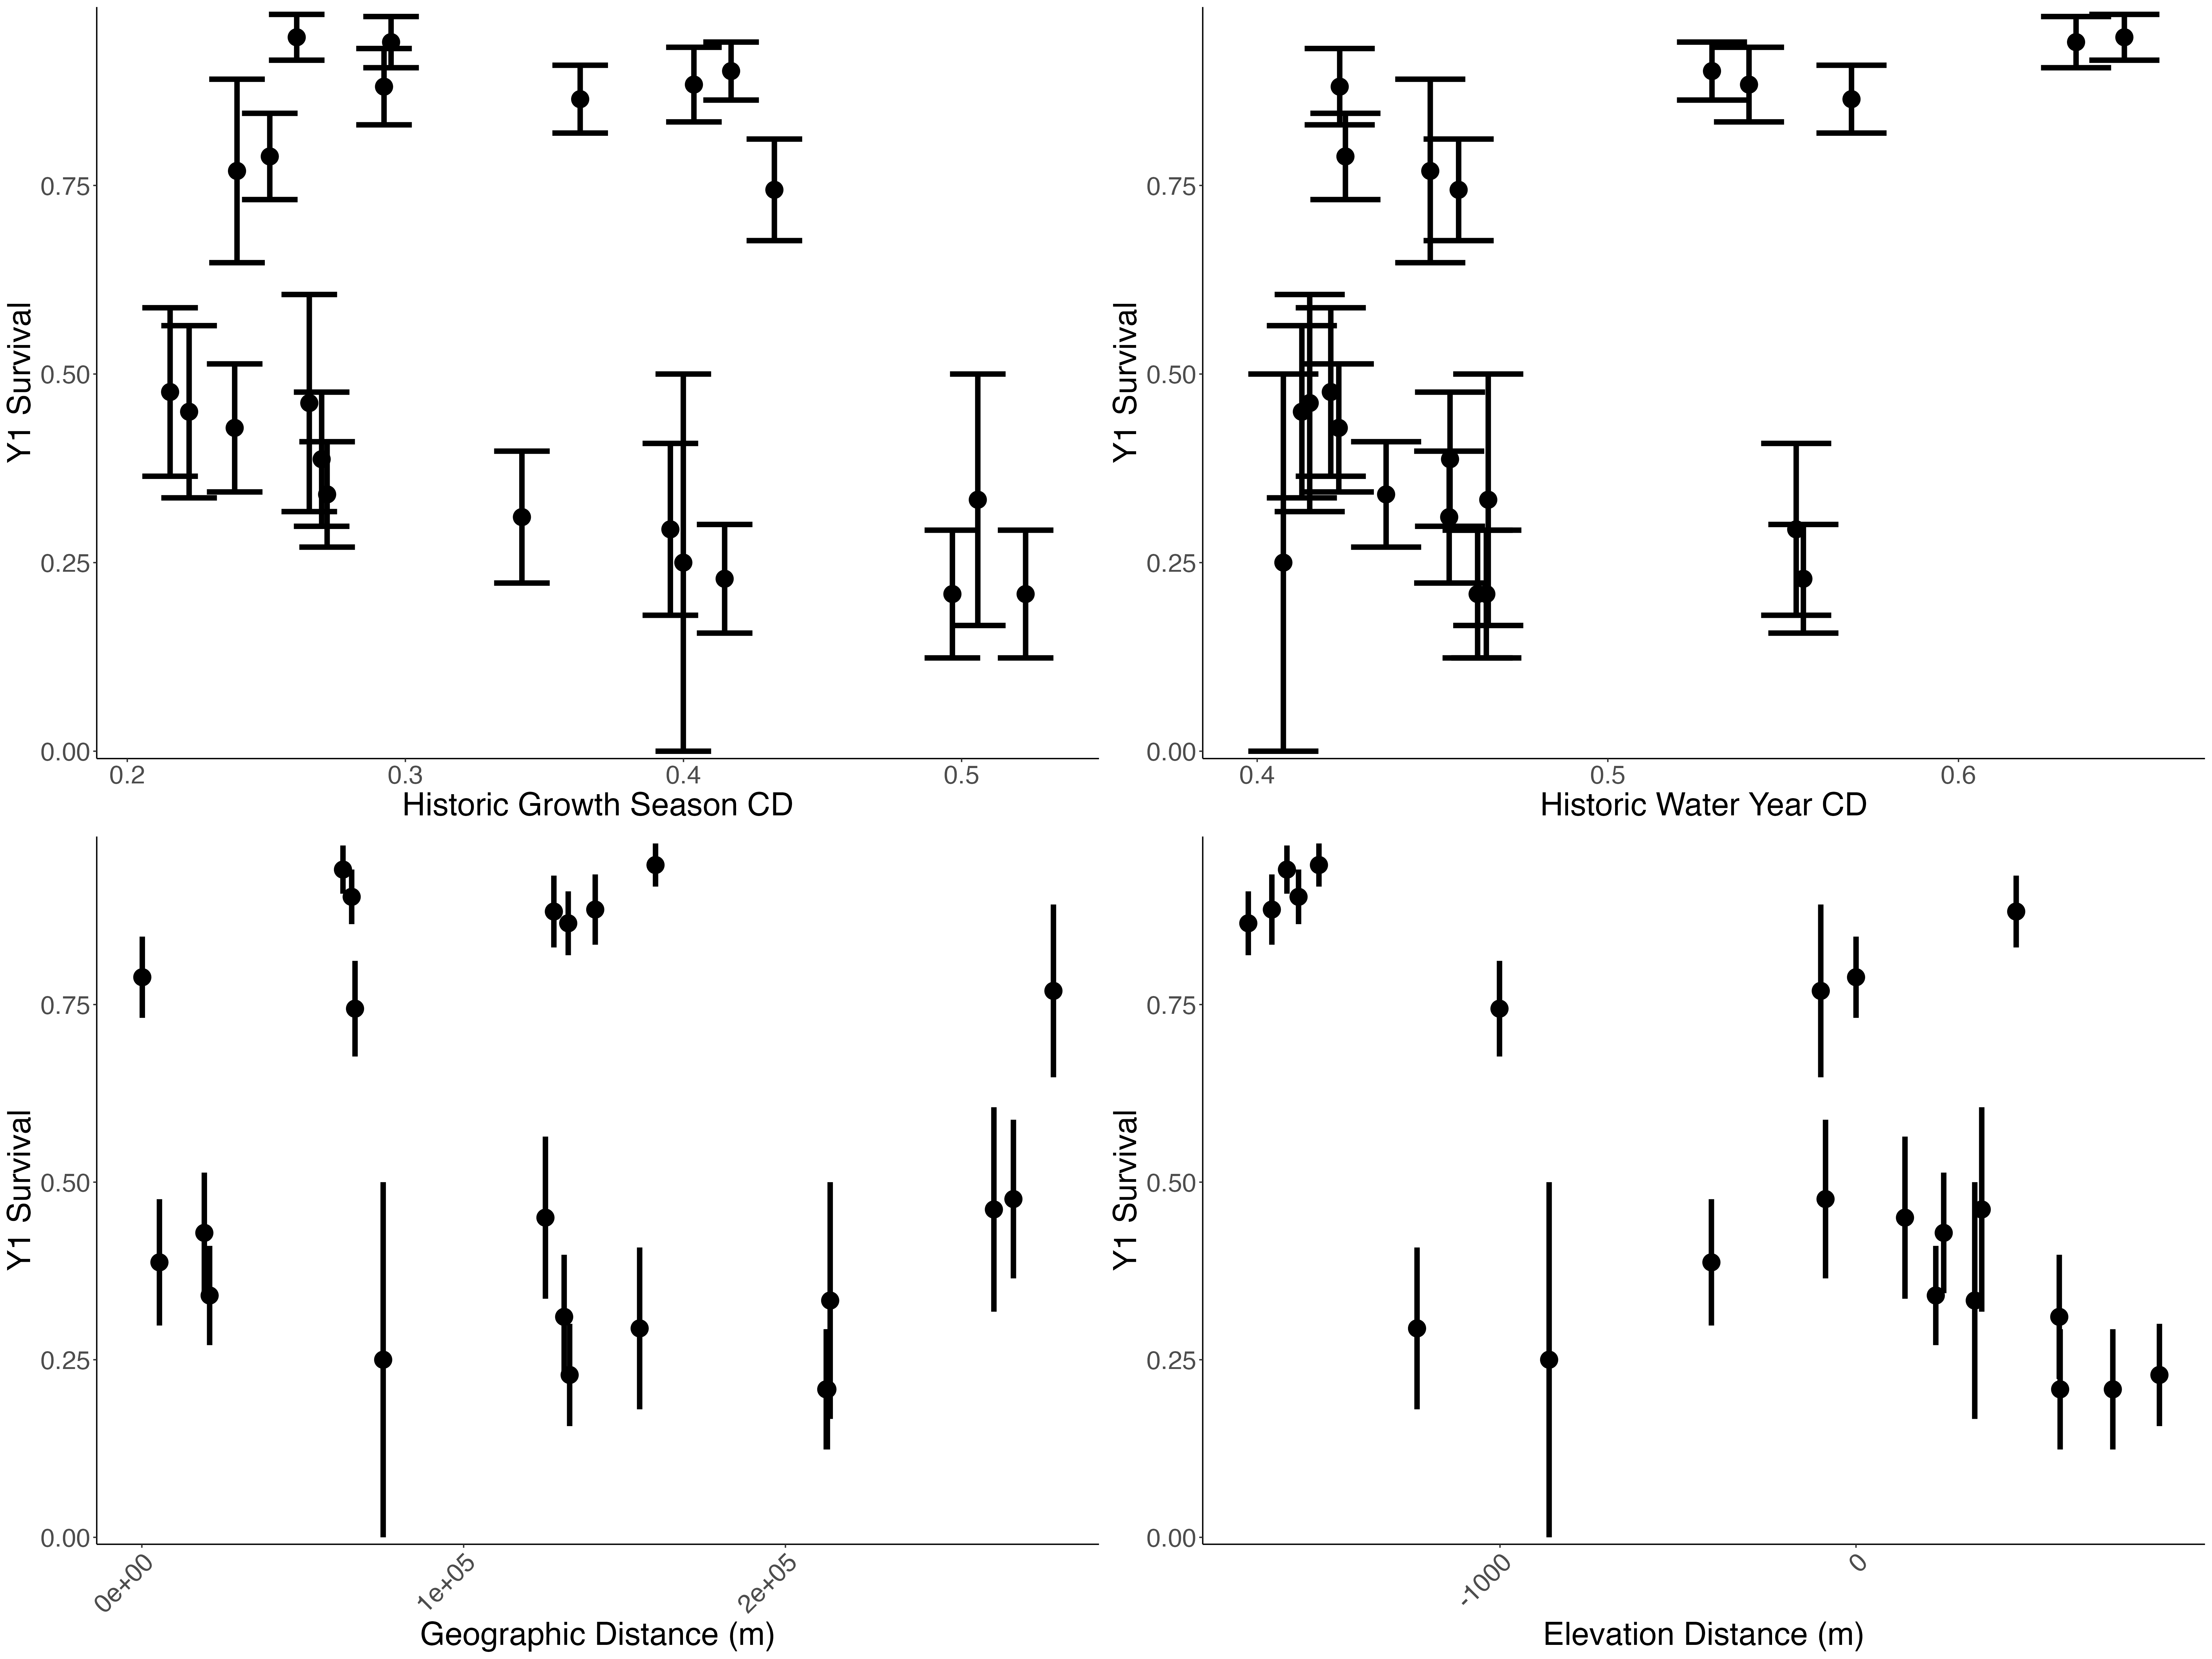 Y1 Survival
0.75
0.50
0.25
0.00
0.2 0.3 0.4 0.5
Historic Growth Season CD
Y1 Survival
0.75
0.50
0.25
0.00
0.4 0.5 0.6
Historic Water Year CD
Y1 Survival
0.75
0.50
0.25
0.00
0e+00 1e+05 2e+05
Geographic Distance (m)
Y1 Survival
0.75
0.50
0.25
0.00
-1000 0
Elevation Distance (m)